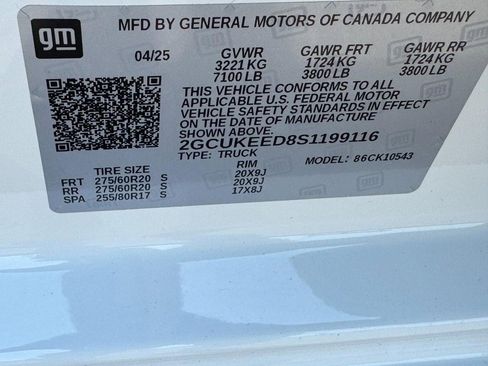 gm
MFD BY GENERAL MOTORS OF CANADA COMPANY
04/25 GVWR GAWR FRT GAWR RR
3221 KG 1724 KG 1724 KG
7100 LB 3800 LB 3800 LB
THIS VEHICLE CONFORMS TO ALL
APPLICABLE U.S. FEDERAL MOTOR
VEHICLE SAFETY STANDARDS IN EFFECT
ON THE DATE OF MANUFACTURE
SHOWN ABOVE.
2GCUKEED8S1199116
TYPE: TRUCK MODEL: 86CK10543
TIRE SIZE RIM
FRT 275/60R20 S 20X9J
RR 275/60R20 S 20X9J
SPA 255/80R17 S 17X8J